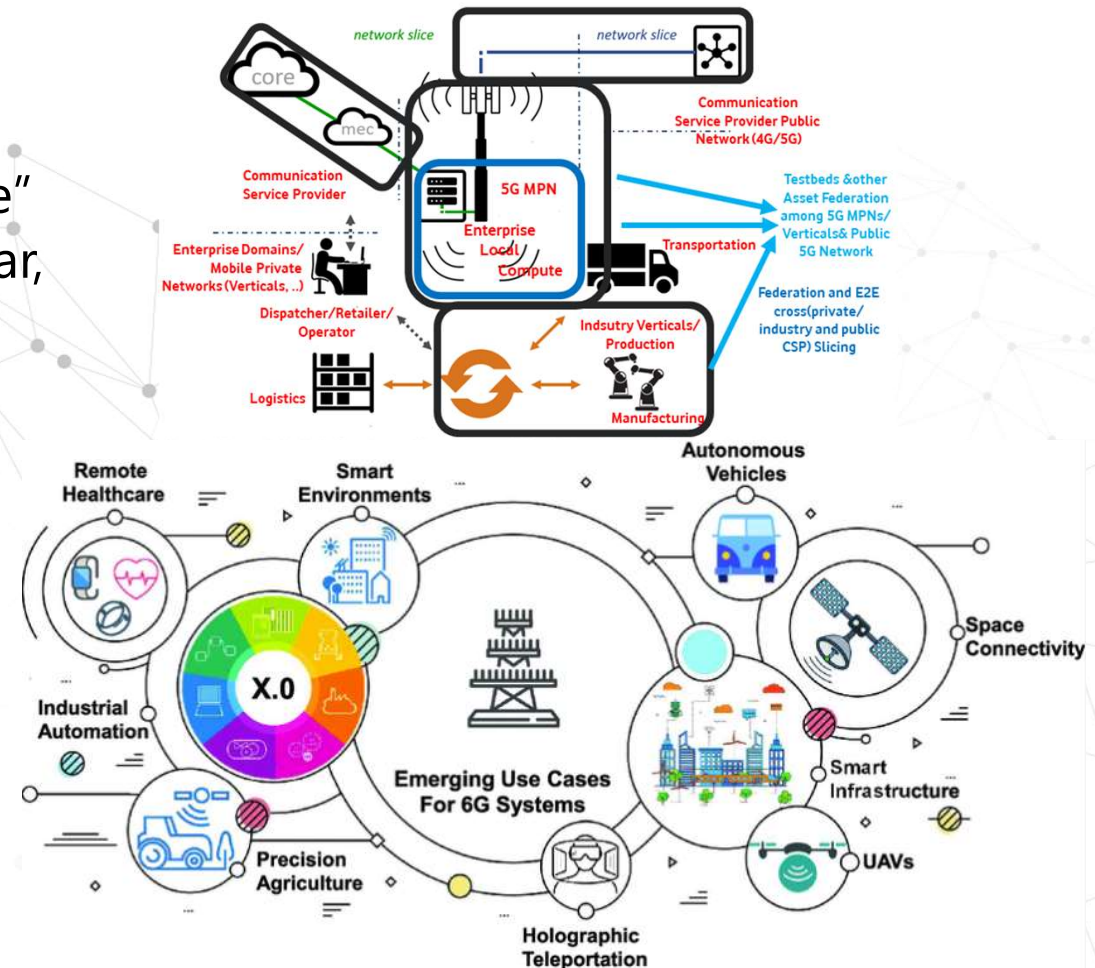 e”
ar,
network slice
network slice
core
mec
Communication
Service Provider Public
Network (4G/5G)
Communication
Service Provider
5G MPN
Enterprise
Local
Compute
Testbeds &other
Asset Federation
among 5G MPNs/
Verticals& Public
5G Network
Enterprise Domains/
Mobile Private
Networks (Verticals, ..)
Transportation
Dispatcher/Retailer/
Operator
Indsutry Verticals/
Production
Federation and E2E
cross(private/
industry and public
CSP) Slicing
Logistics
Manufacturing
Remote
Healthcare
Smart
Environments
Autonomous
Vehicles
Space
Connectivity
X.0
Industrial
Automation
Emerging Use Cases
For 6G Systems
Smart
Infrastructure
Precision
Agriculture
UAVs
Holographic
Teleportation